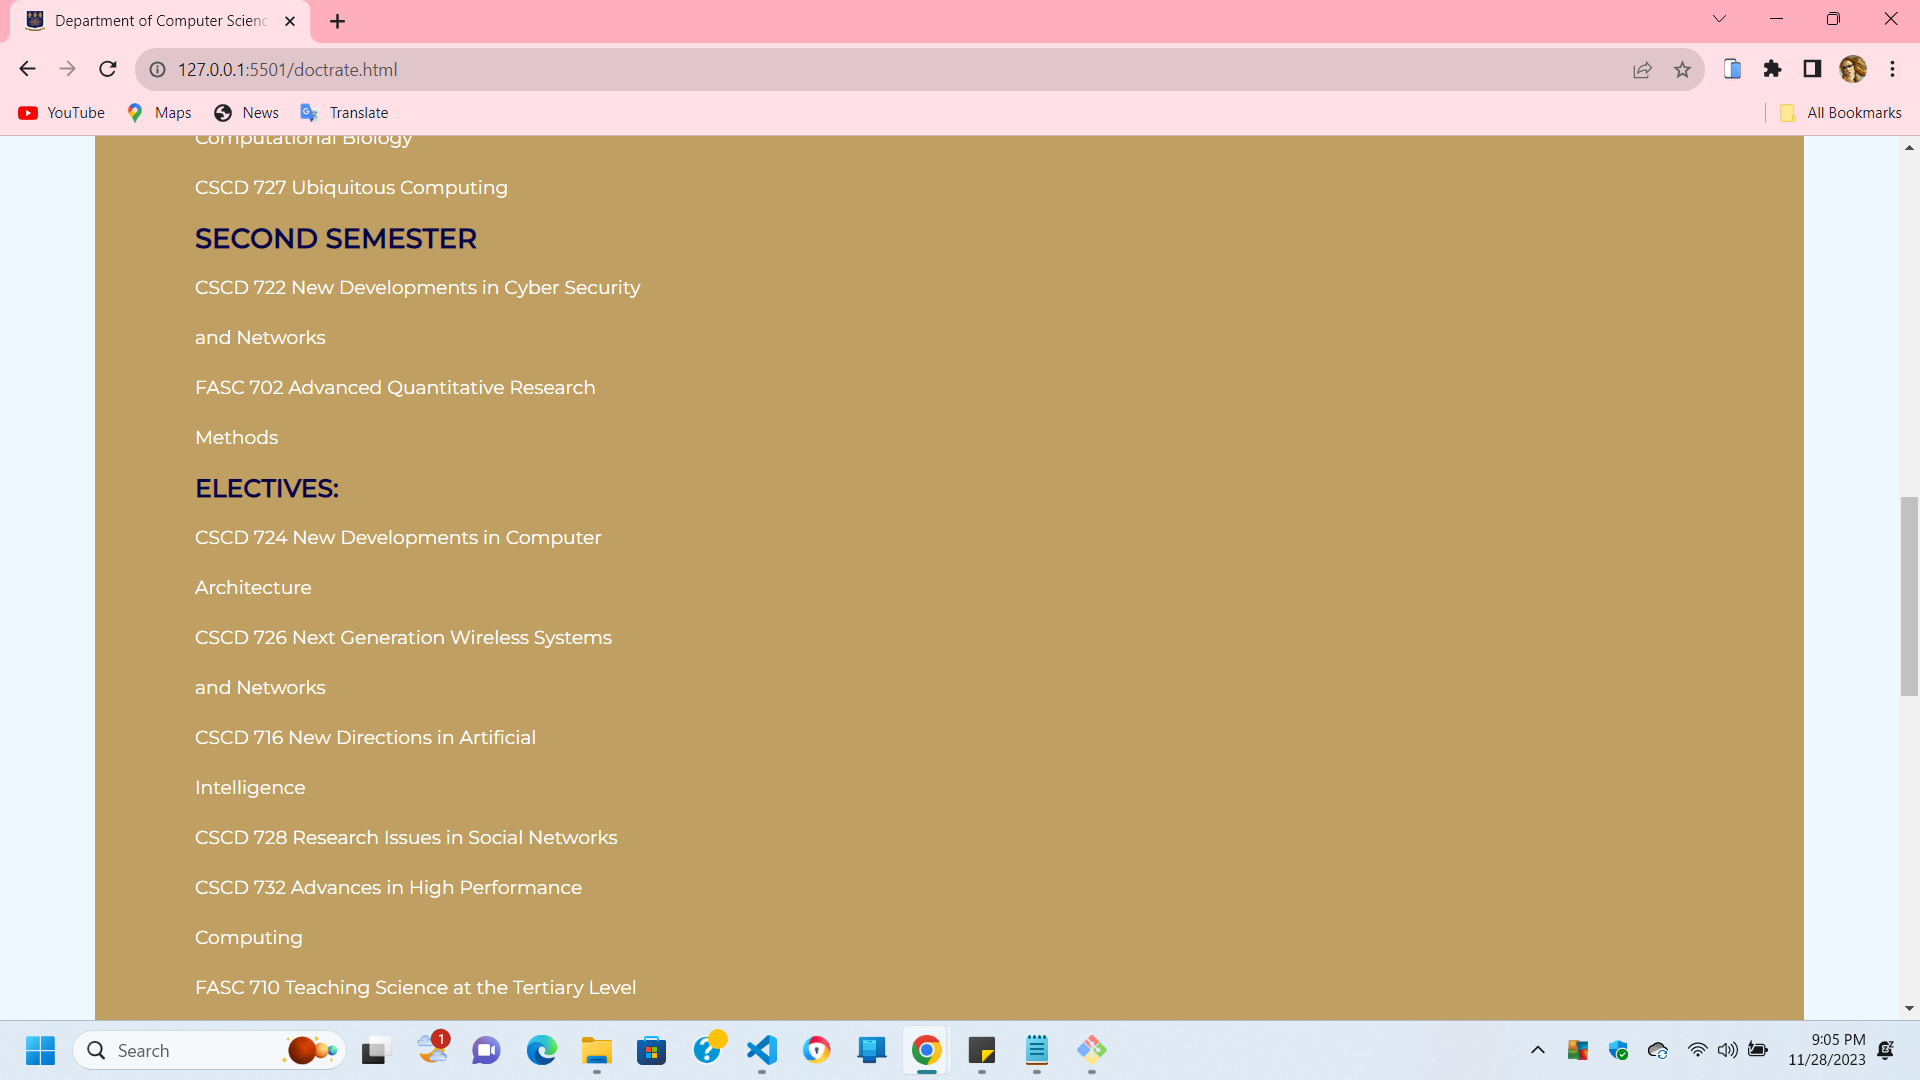 Department of Computer Scienc
127.0.0.1:5501/doctrate.html
YouTube
Maps
News
Translate
All Bookmarks
Computational Biology
CSCD 727 Ubiquitous Computing
SECOND SEMESTER
CSCD 722 New Developments in Cyber Security
and Networks
FASC 702 Advanced Quantitative Research
Methods
ELECTIVES:
CSCD 724 New Developments in Computer
Architecture
CSCD 726 Next Generation Wireless Systems
and Networks
CSCD 716 New Directions in Artificial
Intelligence
CSCD 728 Research Issues in Social Networks
CSCD 732 Advances in High Performance
Computing
FASC 710 Teaching Science at the Tertiary Level
Search
1
9:05 PM
11/28/2023